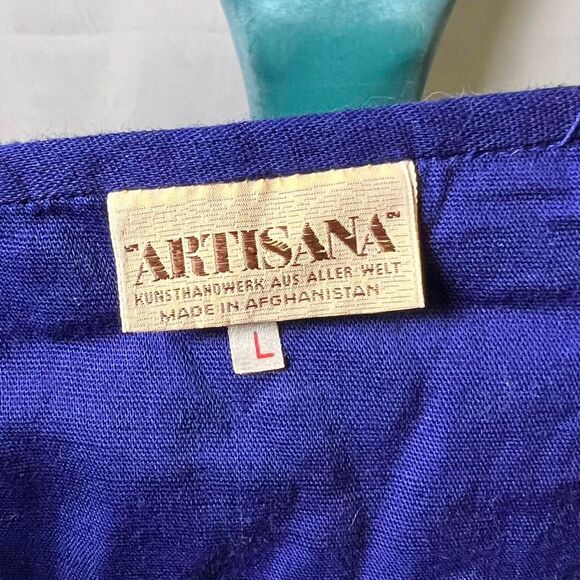 "ARTISANA"
KUNSTHANDWERK AUS ALLER WELT
MADE IN AFGHANISTAN
L